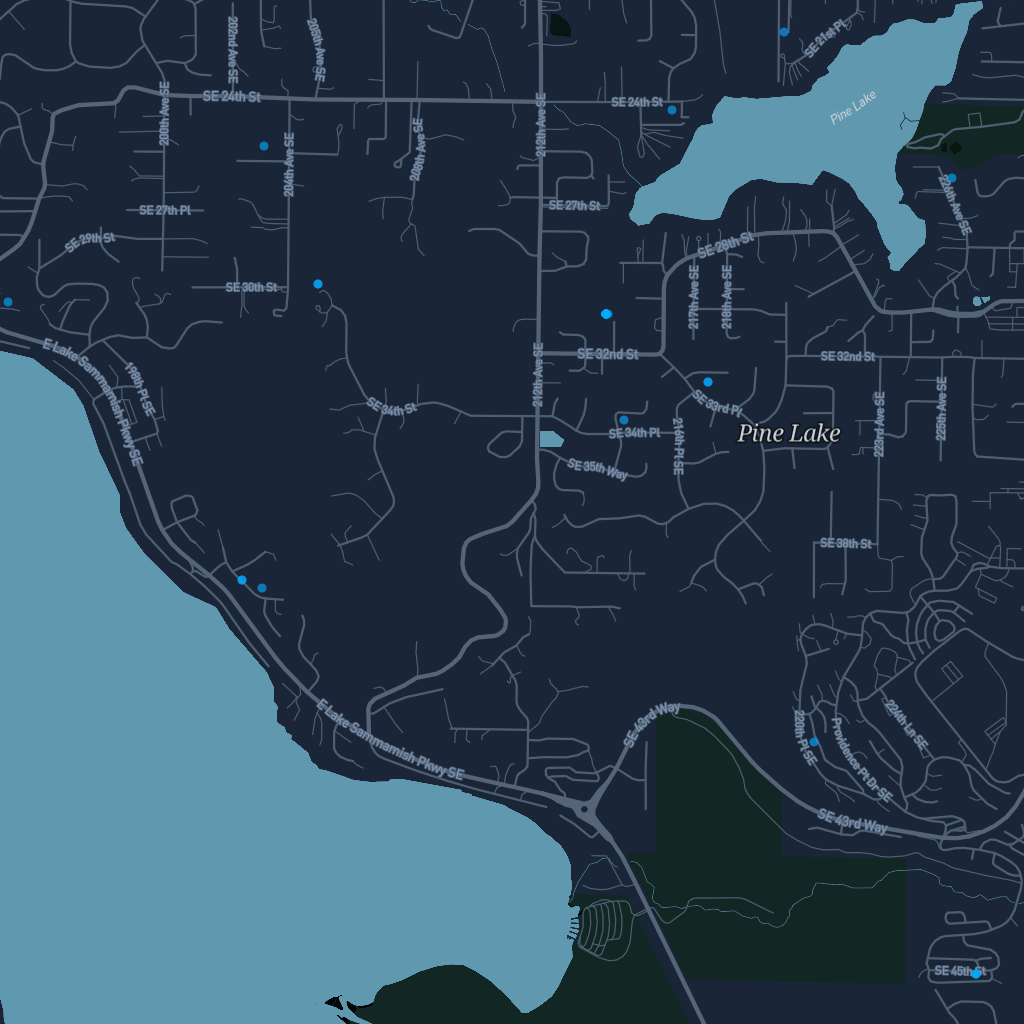 202nd Ave SE
205th Ave SE
SE 21st Pl
SE 24th St
SE 24th St
200th Ave SE
Pine Lake
212th Ave SE
208th Ave SE
204th Ave SE
SE 27th Pl
SE 27th St
226th Ave SE
SE 29th St
SE 28th St
SE 30th St
217th Ave SE
218th Ave SE
E Lake Sammamish Pkwy SE
198th Pl SE
212th Ave SE
SE 32nd St
SE 32nd St
SE 34th St
SE 33rd Pl
223rd Ave SE
225th Ave SE
SE 34th Pl
216th Pl SE
Pine Lake
SE 35th Way
SE 38th St
E Lake Sammamish Pkwy SE
SE 43rd Way
220th Pl SE
Providence Pt Dr SE
224th Ln SE
SE 43rd Way
SE 45th St